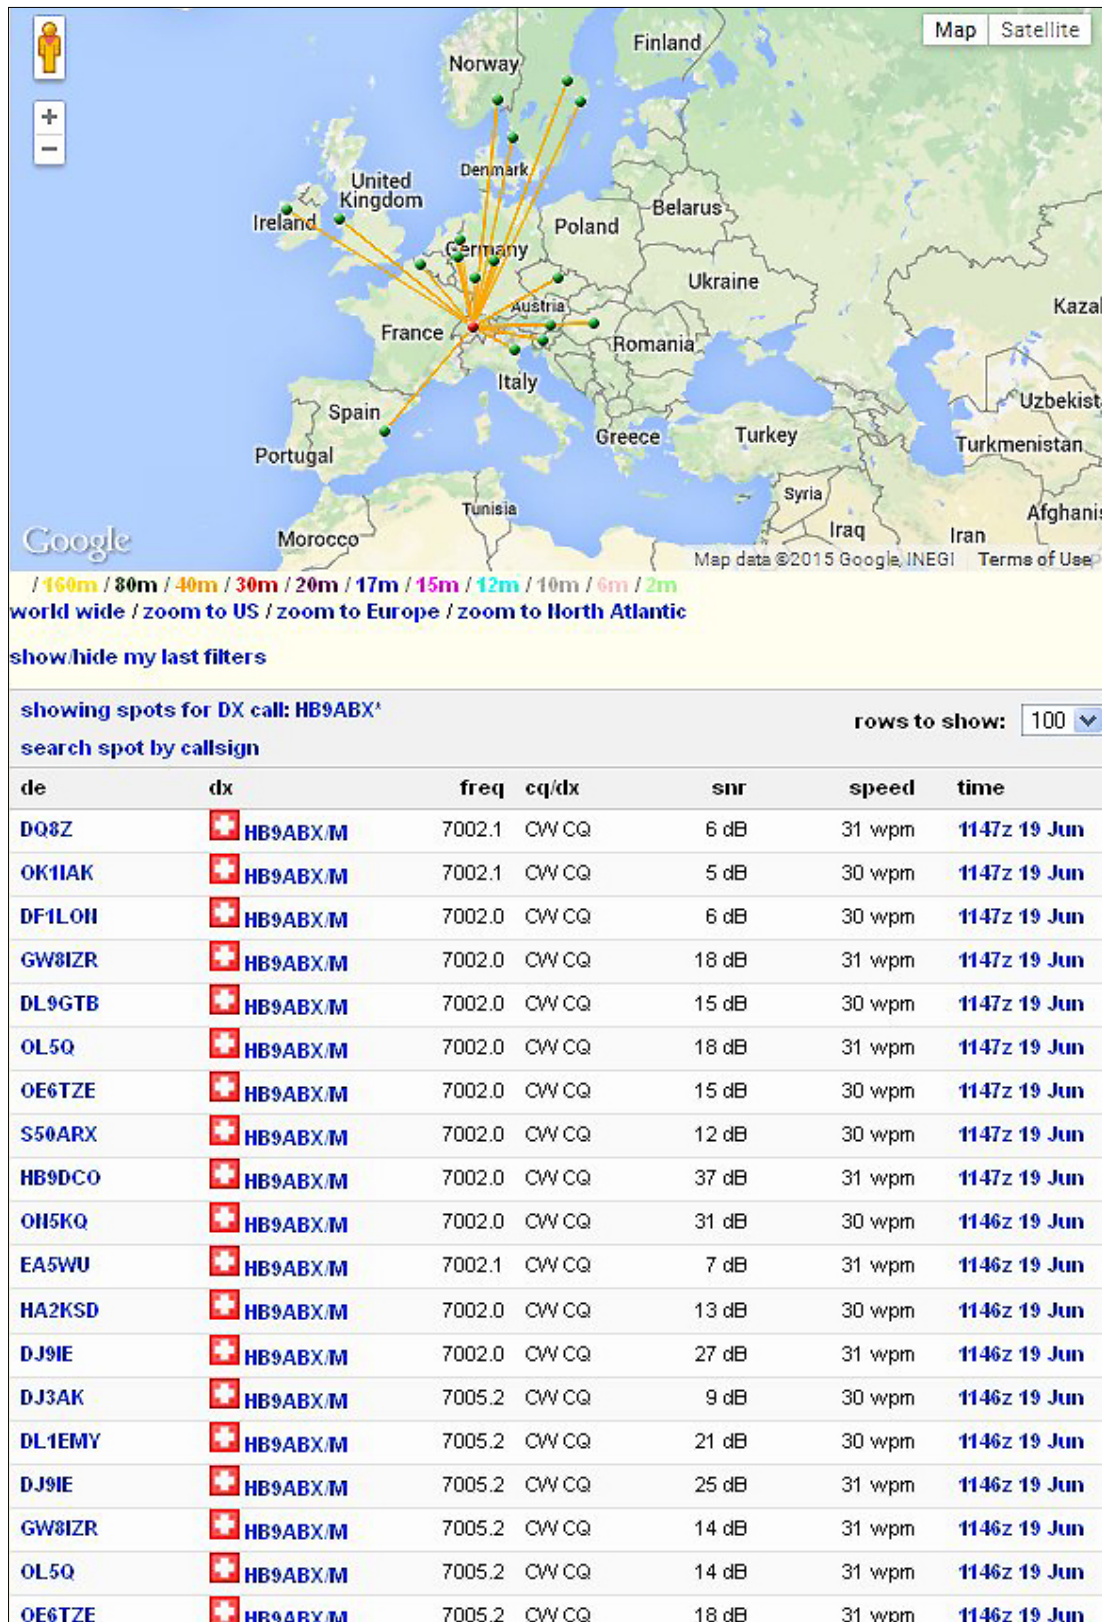 Map Satellite
Finland
Norway
+
−
Denmark
United
Kingdom
Ireland
Belarus
Poland
Germany
Ukraine
Austria
Kazal
France
Romania
Italy
Uzbekist
Spain
Greece
Turkey
Turkmenistan
Portugal
Syria
Tunisia
Afghanis
Iraq
Iran
Morocco
Google
Map data ©2015 Google, INEGI Terms of Use
/ 160m / 80m / 40m / 30m / 20m / 17m / 15m / 12m / 10m / 6m / 2m
world wide / zoom to US / zoom to Europe / zoom to North Atlantic
show/hide my last filters
showing spots for DX call: HB9ABX*
rows to show: 100
search spot by callsign
de dx freq cq/dx snr speed time
DQ8Z HB9ABX/M 7002.1 CW CQ 6 dB 31 wpm 1147z 19 Jun
OK1IAK HB9ABX/M 7002.1 CW CQ 5 dB 30 wpm 1147z 19 Jun
DF1LON HB9ABX/M 7002.0 CW CQ 6 dB 30 wpm 1147z 19 Jun
GW8IZR HB9ABX/M 7002.0 CW CQ 18 dB 31 wpm 1147z 19 Jun
DL9GTB HB9ABX/M 7002.0 CW CQ 15 dB 30 wpm 1147z 19 Jun
OL5Q HB9ABX/M 7002.0 CW CQ 18 dB 31 wpm 1147z 19 Jun
OE6TZE HB9ABX/M 7002.0 CW CQ 15 dB 30 wpm 1147z 19 Jun
S50ARX HB9ABX/M 7002.0 CW CQ 12 dB 30 wpm 1147z 19 Jun
HB9DCO HB9ABX/M 7002.0 CW CQ 37 dB 31 wpm 1147z 19 Jun
ON5KQ HB9ABX/M 7002.0 CW CQ 31 dB 30 wpm 1146z 19 Jun
EA5WU HB9ABX/M 7002.1 CW CQ 7 dB 31 wpm 1146z 19 Jun
HA2KSD HB9ABX/M 7002.0 CW CQ 13 dB 30 wpm 1146z 19 Jun
DJ9IE HB9ABX/M 7002.0 CW CQ 27 dB 31 wpm 1146z 19 Jun
DJ3AK HB9ABX/M 7005.2 CW CQ 9 dB 30 wpm 1146z 19 Jun
DL1EMY HB9ABX/M 7005.2 CW CQ 21 dB 30 wpm 1146z 19 Jun
DJ9IE HB9ABX/M 7005.2 CW CQ 25 dB 31 wpm 1146z 19 Jun
GW8IZR HB9ABX/M 7005.2 CW CQ 14 dB 31 wpm 1146z 19 Jun
OL5Q HB9ABX/M 7005.2 CW CQ 14 dB 31 wpm 1146z 19 Jun
OE6TZE HB9ABX/M 7005.2 CW CQ 18 dB 31 wpm 1146z 19 Jun